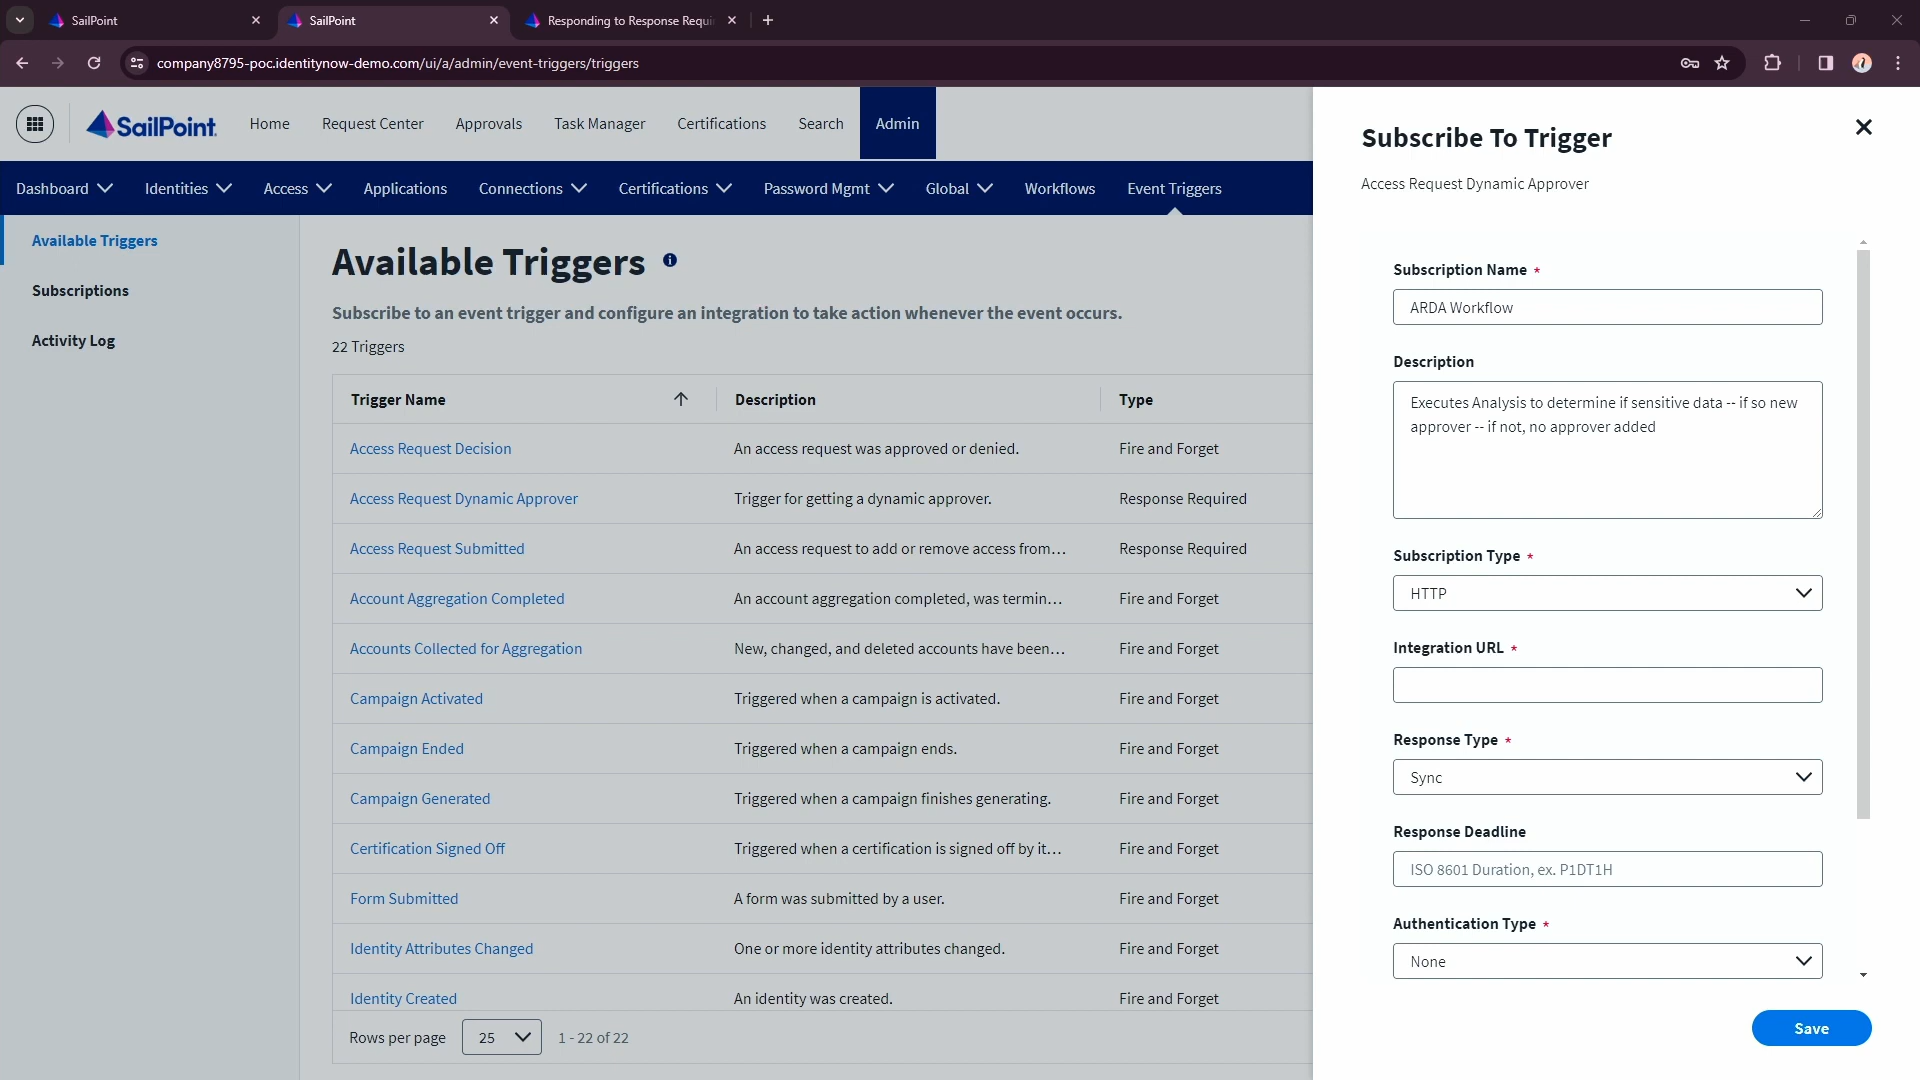 SailPoint
SailPoint
Responding to Response Requi
company8795-poc.identitynow-demo.com/ui/a/admin/event-triggers/triggers
SailPoint
Home
Request Center
Approvals
Task Manager
Certifications
Search
Admin
Dashboard
Identities
Access
Applications
Connections
Certifications
Password Mgmt
Global
Workflows
Event Triggers
Available Triggers
Subscriptions
Activity Log
Available Triggers
Subscribe to an event trigger and configure an integration to take action whenever the event occurs.
22 Triggers
Trigger Name Description Type
Access Request Decision An access request was approved or denied. Fire and Forget
Access Request Dynamic Approver Trigger for getting a dynamic approver. Response Required
Access Request Submitted An access request to add or remove access from... Response Required
Account Aggregation Completed An account aggregation completed, was termin... Fire and Forget
Accounts Collected for Aggregation New, changed, and deleted accounts have been... Fire and Forget
Campaign Activated Triggered when a campaign is activated. Fire and Forget
Campaign Ended Triggered when a campaign ends. Fire and Forget
Campaign Generated Triggered when a campaign finishes generating. Fire and Forget
Certification Signed Off Triggered when a certification is signed off by it... Fire and Forget
Form Submitted A form was submitted by a user. Fire and Forget
Identity Attributes Changed One or more identity attributes changed. Fire and Forget
Identity Created An identity was created. Fire and Forget
Rows per page 25 1 - 22 of 22
Subscribe To Trigger
Access Request Dynamic Approver
Subscription Name *
ARDA Workflow
Description
Executes Analysis to determine if sensitive data -- if so new
approver -- if not, no approver added
Subscription Type *
HTTP
Integration URL *
Response Type *
Sync
Response Deadline
ISO 8601 Duration, ex. P1DT1H
Authentication Type *
None
Save